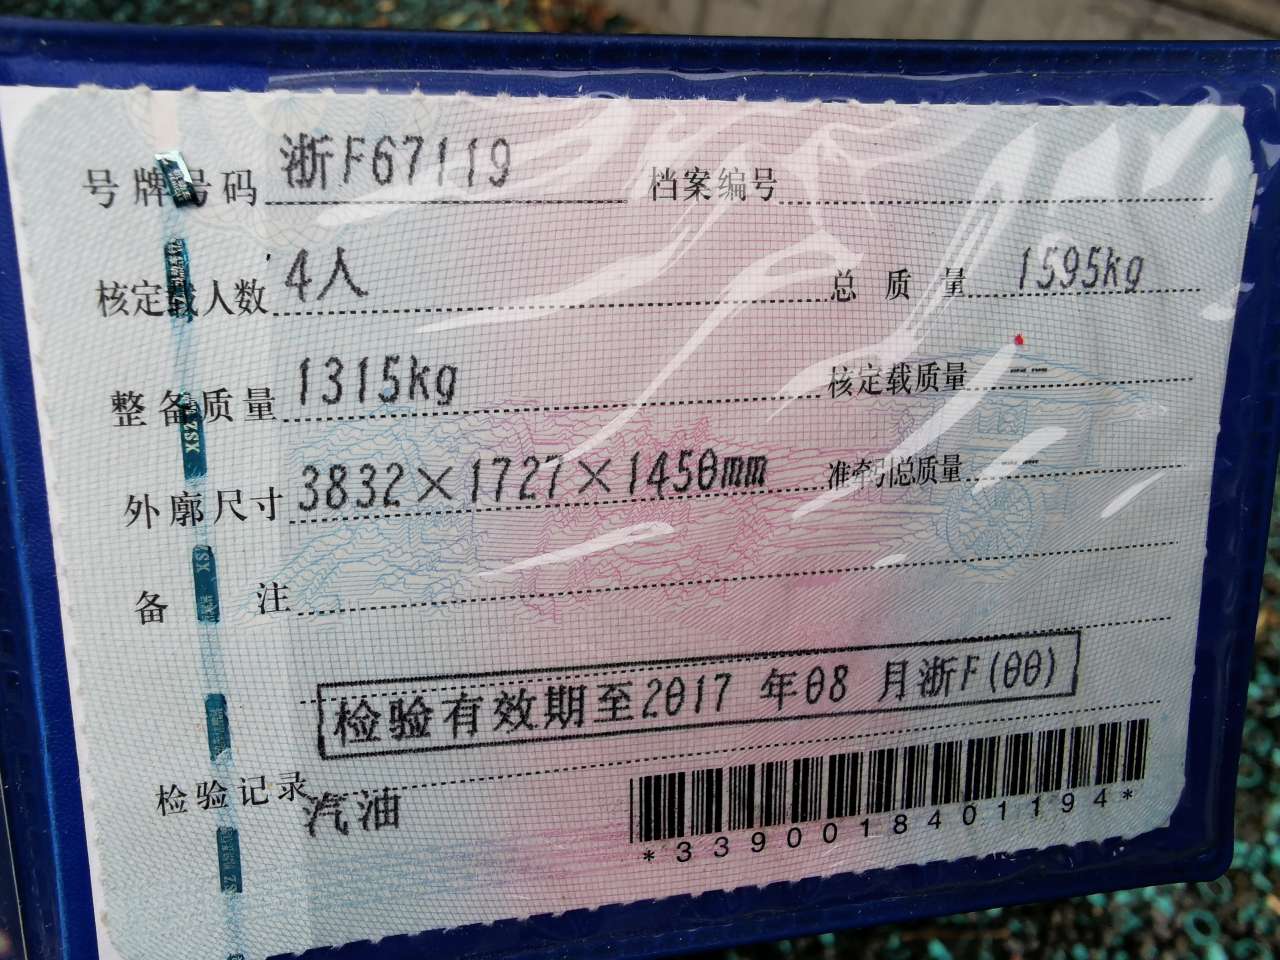 号牌号码 浙F67119 档案编号
核定载人数 4人 总质量 1595kg
整备质量 1315kg 核定载质量 -- --
外廓尺寸 3832×1727×1450mm 准牵引总质量 -- --
备注
检验有效期至2017 年08 月浙F(00)
检验记录
汽油
*3390018401194*